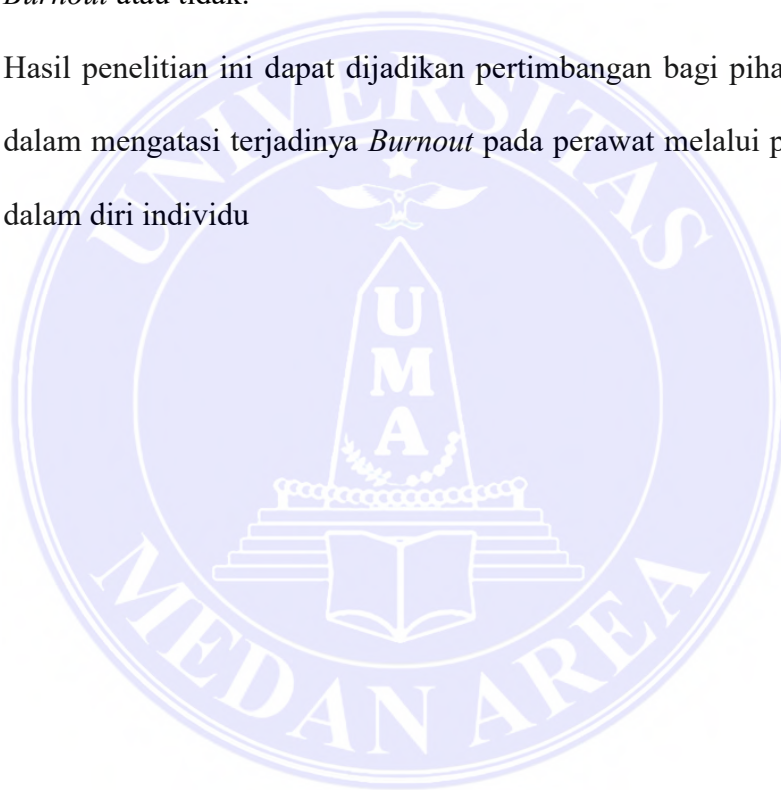 Burnout atau tidak.
Hasil penelitian ini dapat dijadikan pertimbangan bagi piha
dalam mengatasi terjadinya Burnout pada perawat melalui p
dalam diri individu
UNIVERSITAS
UMA
MEDAN AREA